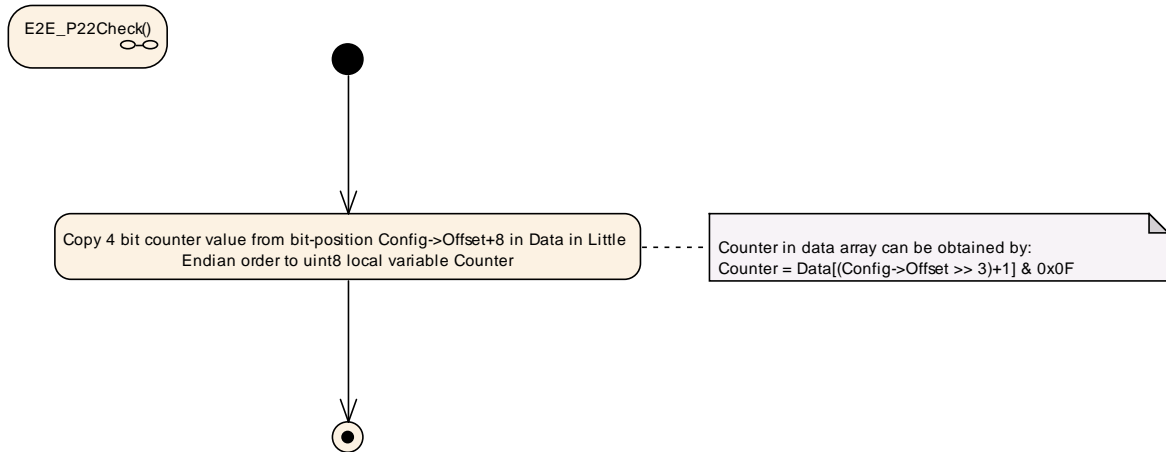 E2E_P22Check()
Copy 4 bit counter value from bit-position Config->Offset+8 in Data in Little
Endian order to uint8 local variable Counter
Counter in data array can be obtained by:
Counter = Data[(Config->Offset >> 3)+1] & 0x0F